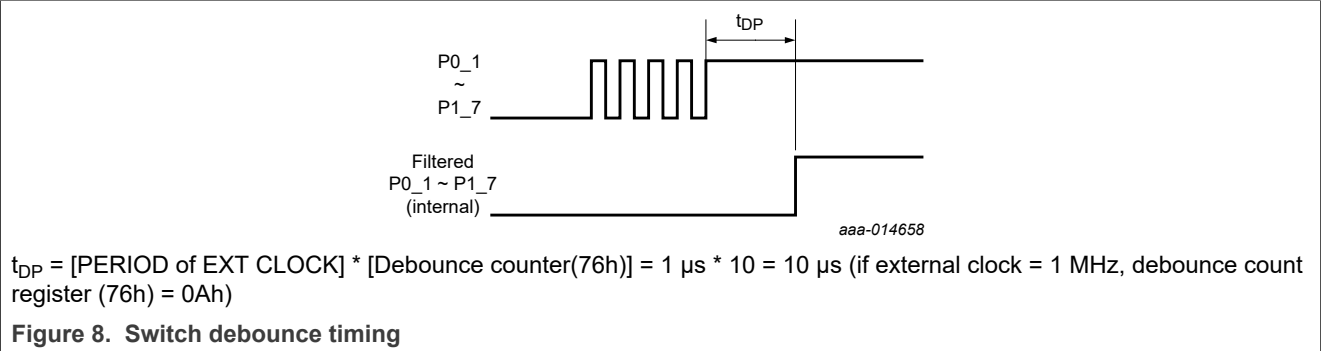 tDP
P0_1
~
P1_7
Filtered
P0_1 ~ P1_7
(internal)
aaa-014658
tDP = [PERIOD of EXT CLOCK] * [Debounce counter(76h)] = 1 µs * 10 = 10 µs (if external clock = 1 MHz, debounce count
register (76h) = 0Ah)
Figure 8. Switch debounce timing